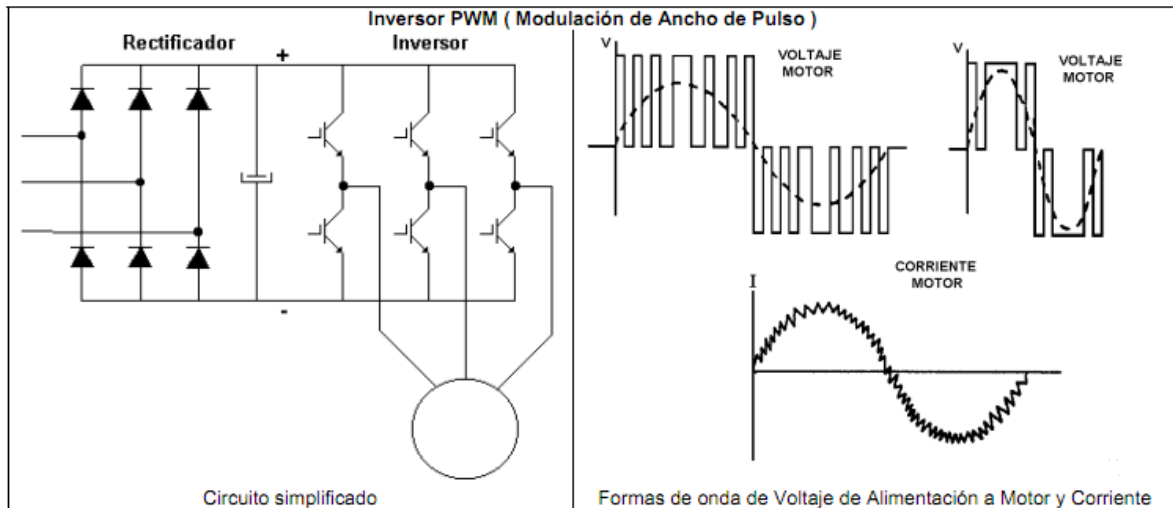 Inversor PWM ( Modulación de Ancho de Pulso )
Rectificador
+
Inversor
-
Circuito simplificado
V
VOLTAJE
MOTOR
V
VOLTAJE
MOTOR
CORRIENTE
MOTOR
I
Formas de onda de Voltaje de Alimentación a Motor y Corriente